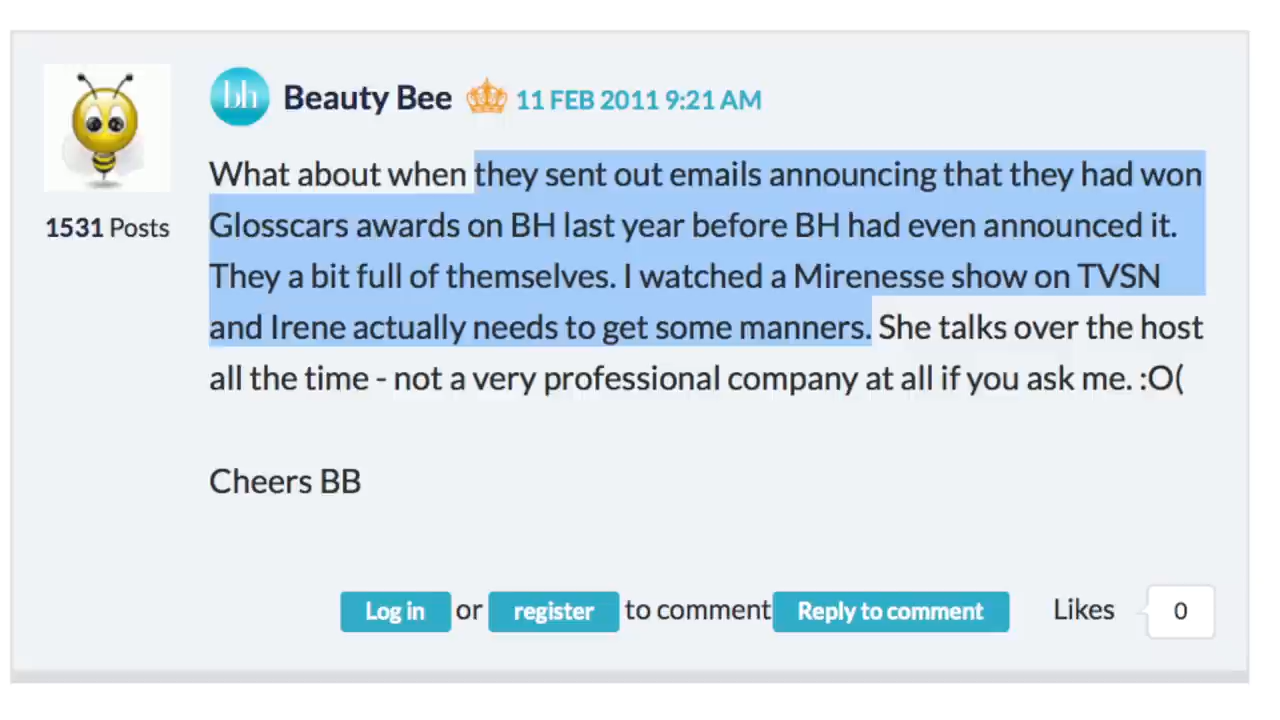 bh Beauty Bee 11 FEB 2011 9:21 AM
1531 Posts
What about when they sent out emails announcing that they had won
Glosscars awards on BH last year before BH had even announced it.
They a bit full of themselves. I watched a Mirenesse show on TVSN
and Irene actually needs to get some manners. She talks over the host
all the time - not a very professional company at all if you ask me. :O(
Cheers BB
Log in or register to comment Reply to comment Likes 0